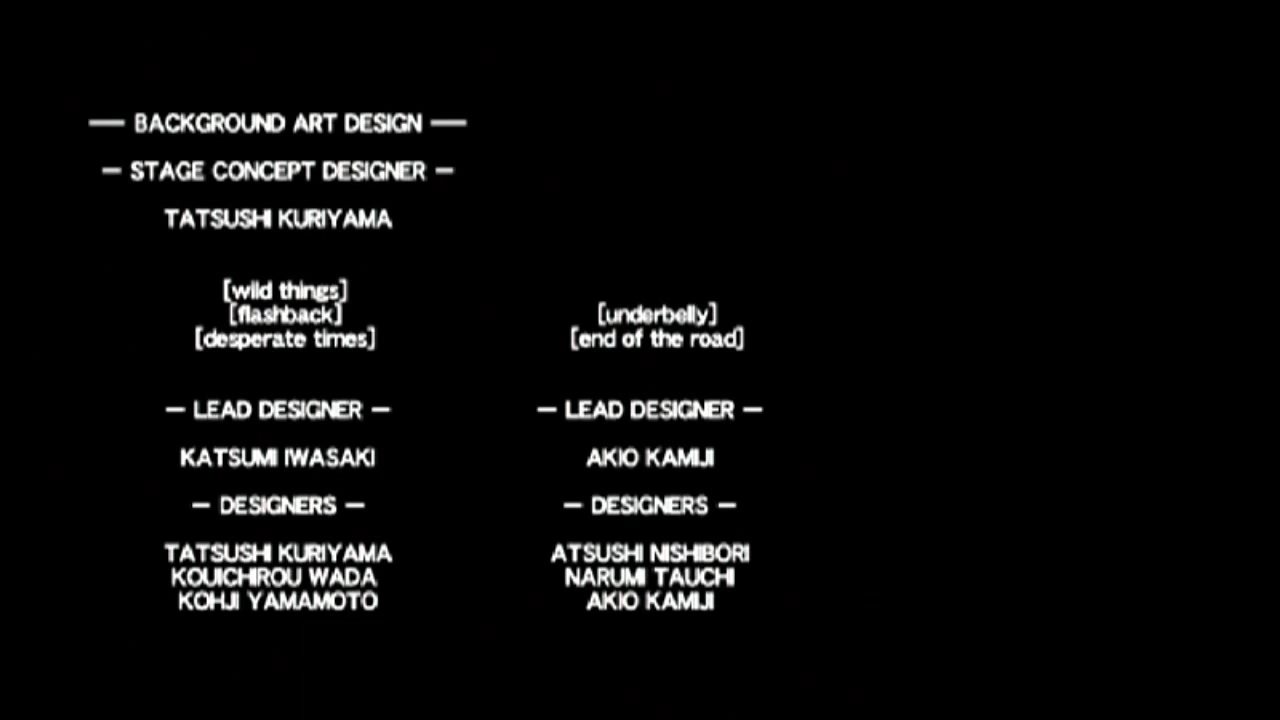 — BACKGROUND ART DESIGN —
— STAGE CONCEPT DESIGNER —
TATSUSHI KURIYAMA
[wild things]
[flashback]
[desperate times]
— LEAD DESIGNER —
KATSUMI IWASAKI
— DESIGNERS —
TATSUSHI KURIYAMA
KOUICHIROU WADA
KOHJI YAMAMOTO
[underbelly]
[end of the road]
— LEAD DESIGNER —
AKIO KAMIJI
— DESIGNERS —
ATSUSHI NISHIBORI
NARUMI TAUCHI
AKIO KAMIJI